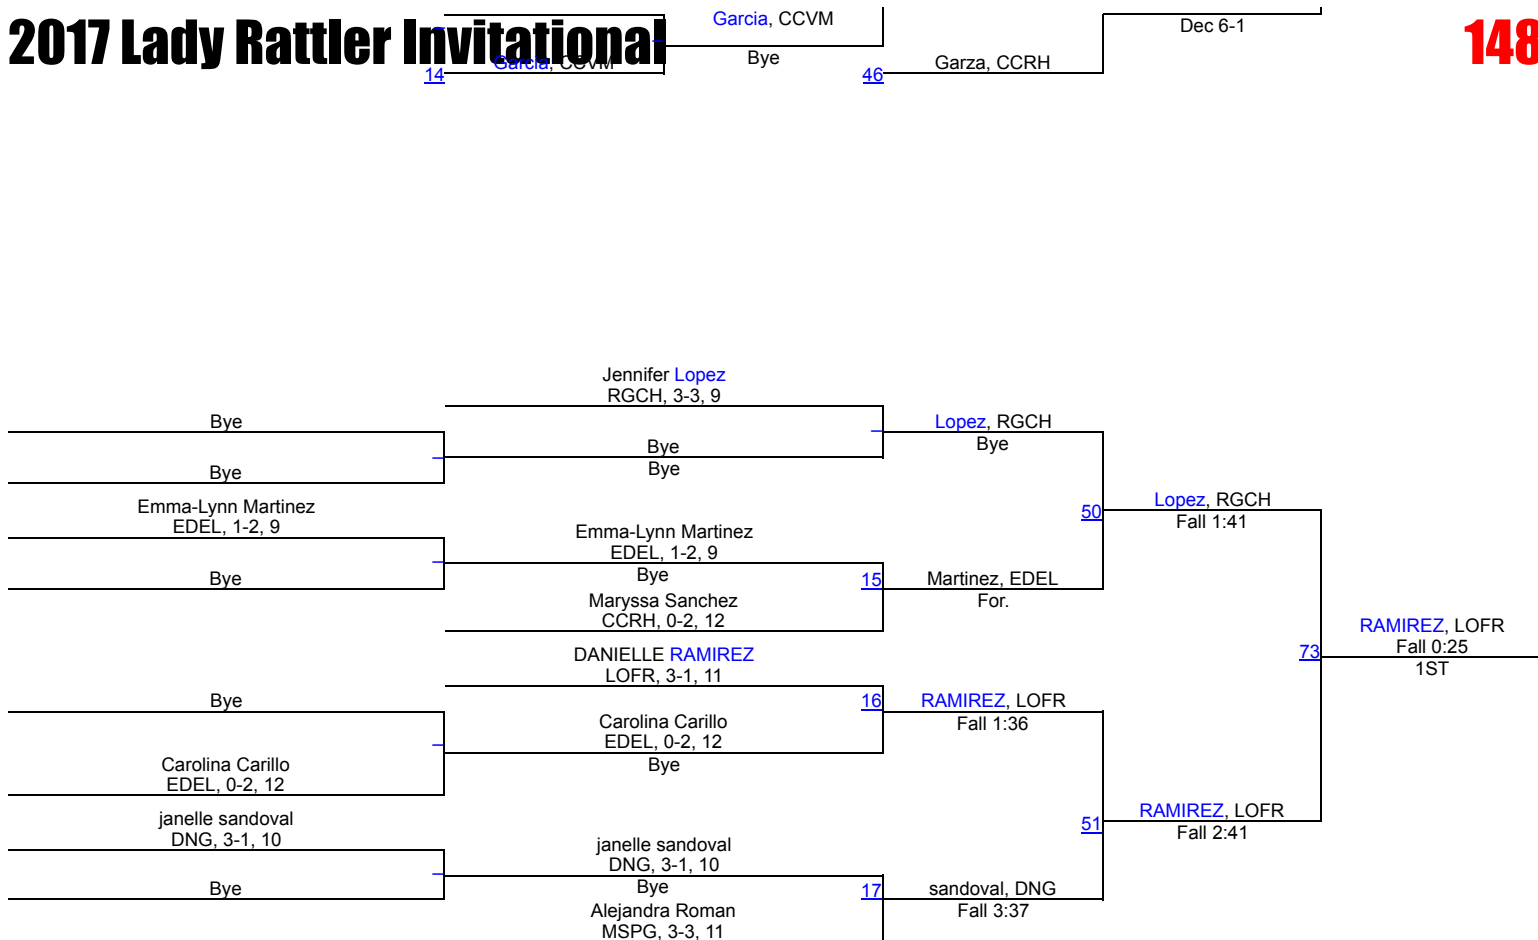 2017 Lady Rattler Invitational
148
Garcia, CCVM
Bye
Garcia, CCVM
14
46
Garza, CCRH
Dec 6-1
Bye
Bye
Emma-Lynn Martinez
EDEL, 1-2, 9
Bye
Bye
Carolina Carillo
EDEL, 0-2, 12
janelle sandoval
DNG, 3-1, 10
Bye
Jennifer Lopez
RGCH, 3-3, 9
Bye
Bye
Emma-Lynn Martinez
EDEL, 1-2, 9
Bye
Maryssa Sanchez
CCRH, 0-2, 12
DANIELLE RAMIREZ
LOFR, 3-1, 11
Carolina Carillo
EDEL, 0-2, 12
Bye
janelle sandoval
DNG, 3-1, 10
Bye
Alejandra Roman
MSPG, 3-3, 11
Lopez, RGCH
Bye
15
Martinez, EDEL
For.
16
RAMIREZ, LOFR
Fall 1:36
17
sandoval, DNG
Fall 3:37
50
Lopez, RGCH
Fall 1:41
51
RAMIREZ, LOFR
Fall 2:41
73
RAMIREZ, LOFR
Fall 0:25
1ST